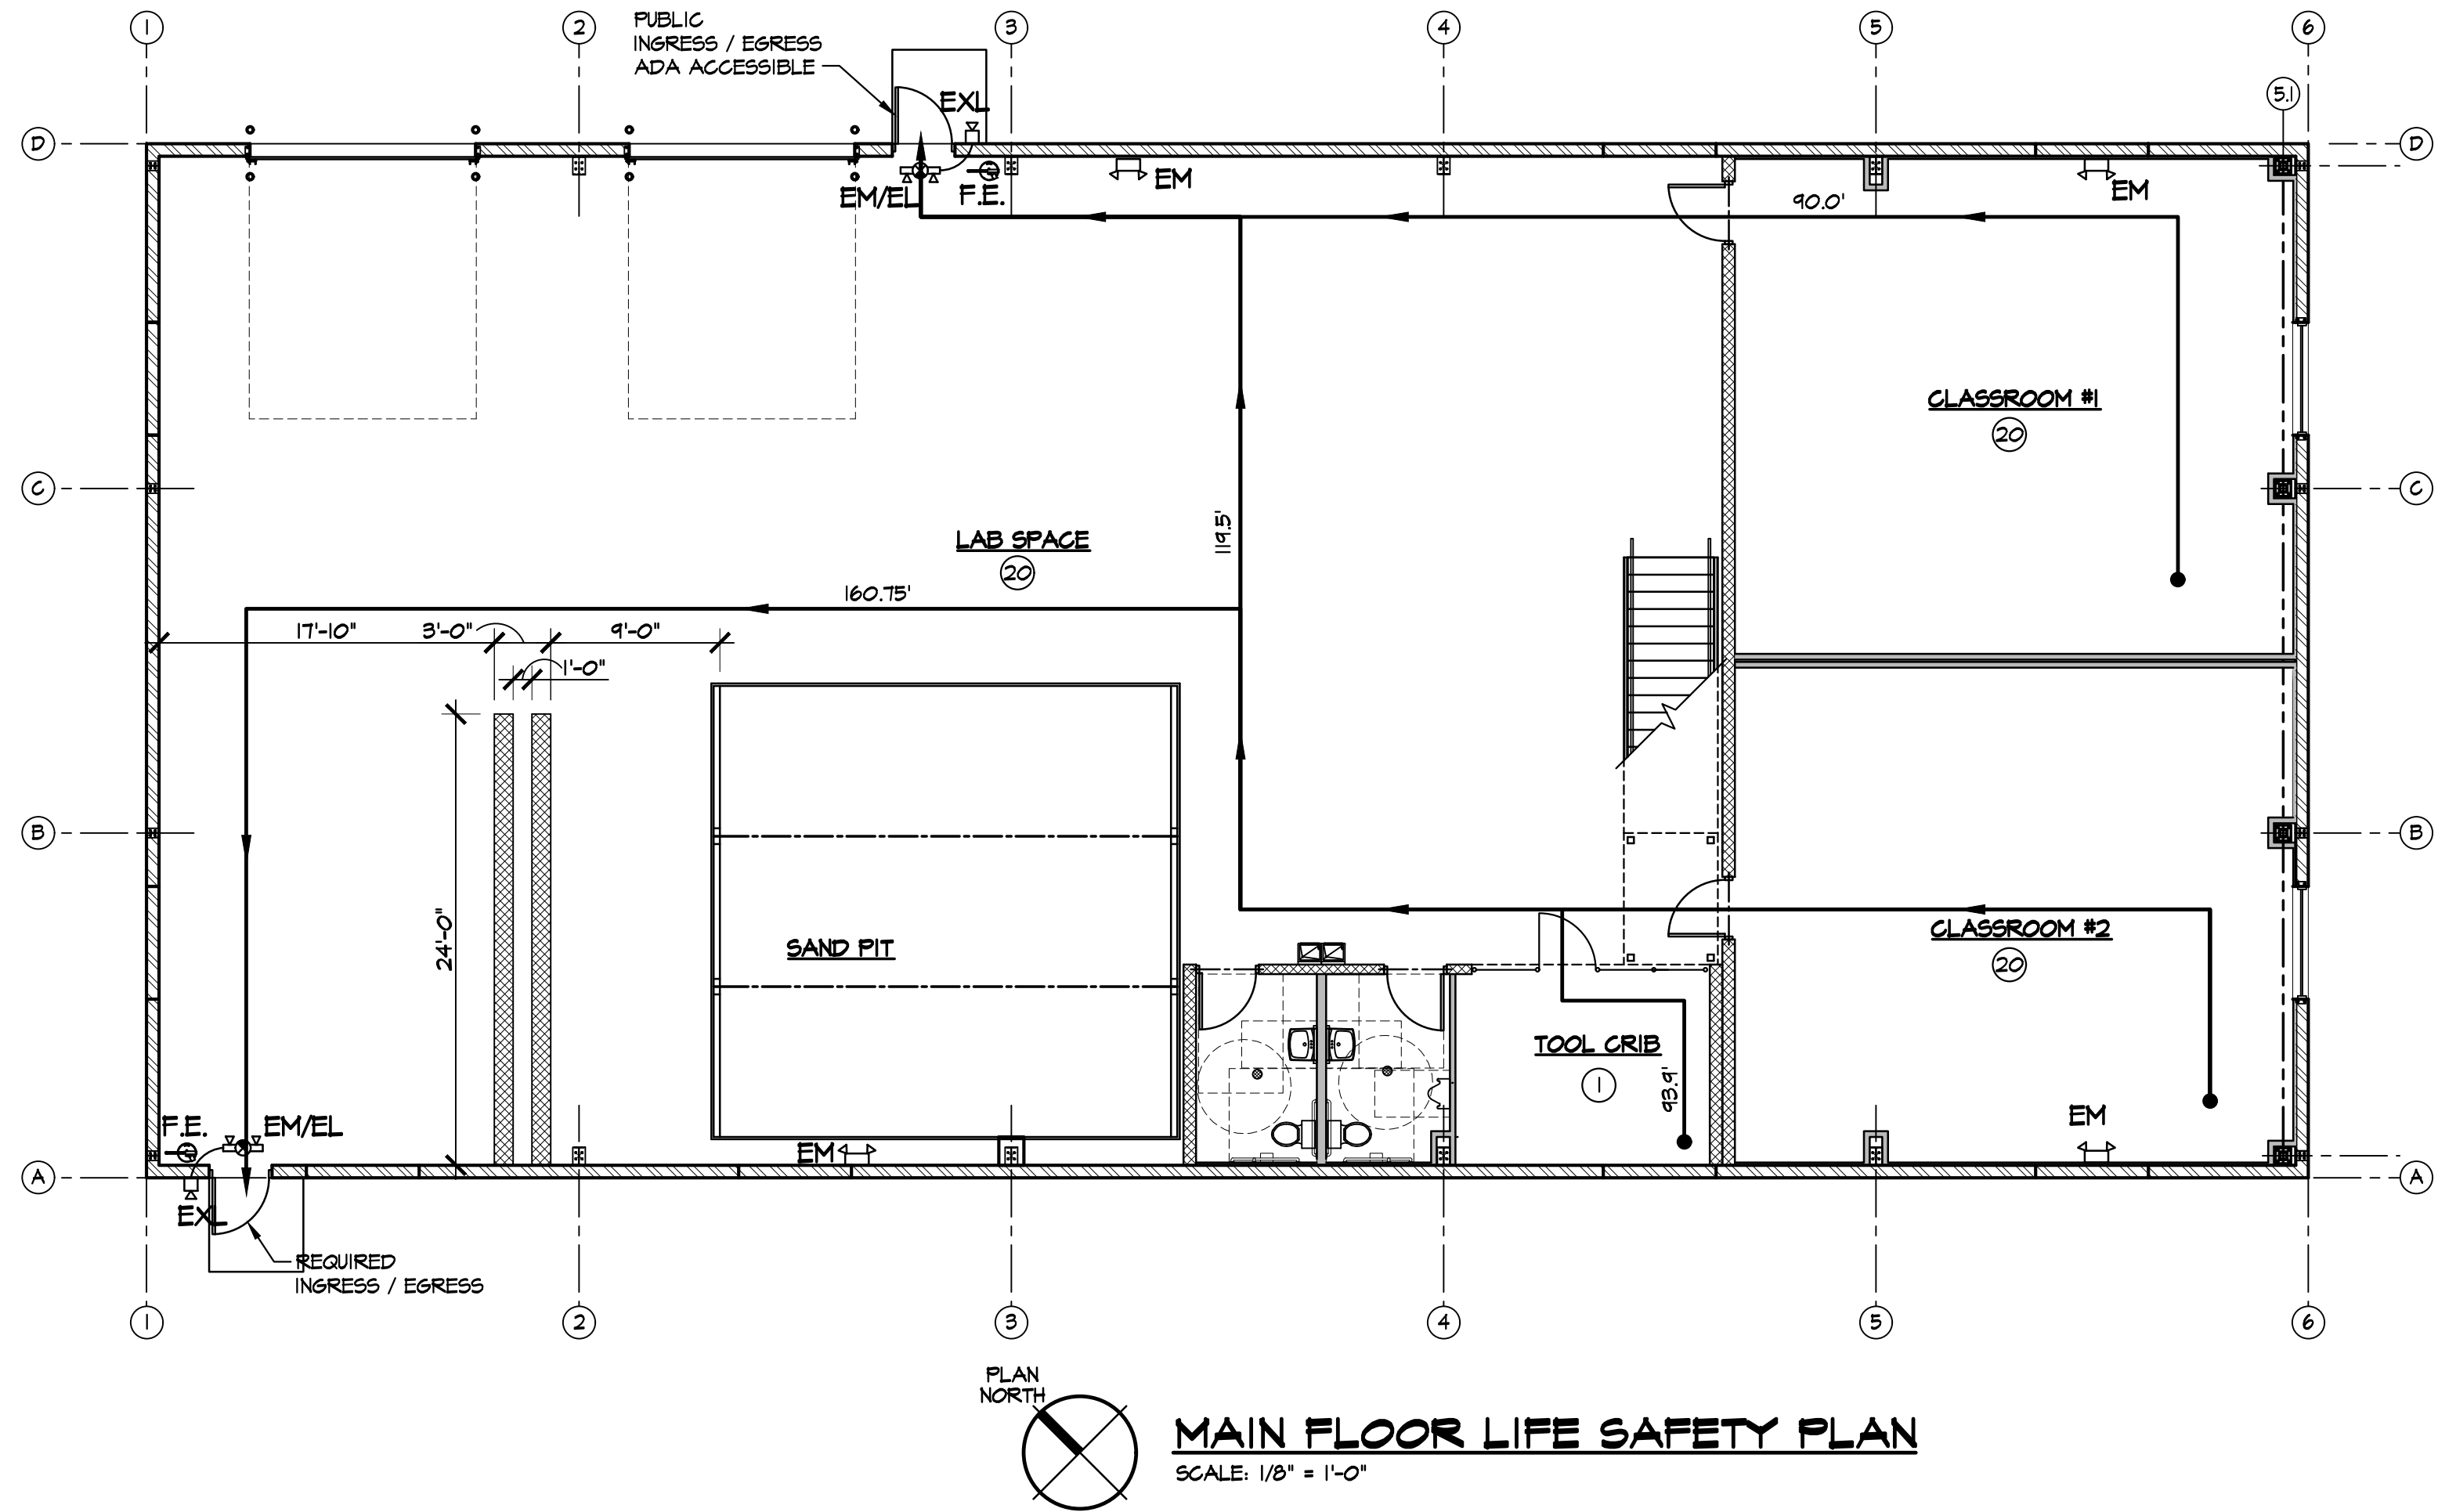 1 2 3 4 5 6
PUBLIC
INGRESS / EGRESS
ADA ACCESSIBLE
5.1
EXL
D D
EM/EL F.E. EM EM
90.0'
CLASSROOM #1
20
C C
LAB SPACE
20
119.5'
160.75'
17'-10" 3'-0" 9'-0"
1'-0"
B B
24'-0"
SAND PIT
CLASSROOM #2
20
TOOL CRIB
1
93.9'
F.E. EM/EL EM EM
A A
EXL
REQUIRED
INGRESS / EGRESS
1 2 3 4 5 6
PLAN
NORTH
MAIN FLOOR LIFE SAFETY PLAN
SCALE: 1/8" = 1'-0"